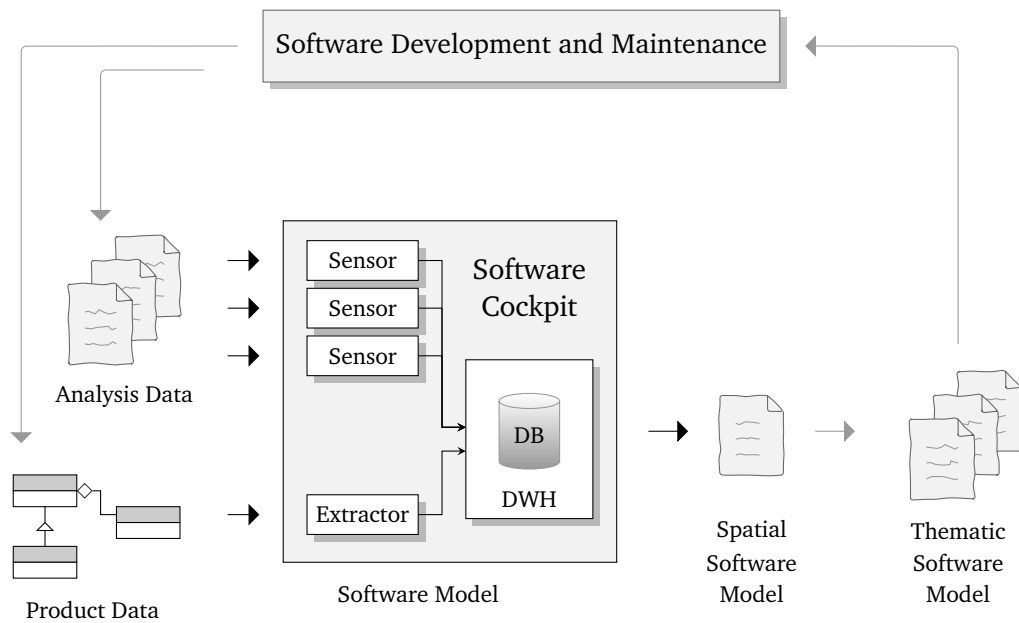 Software Development and Maintenance
Sensor
Sensor
Sensor
Software
Cockpit
Analysis Data
DB
DWH
Extractor
Product Data
Software Model
Spatial
Software
Model
Thematic
Software
Model